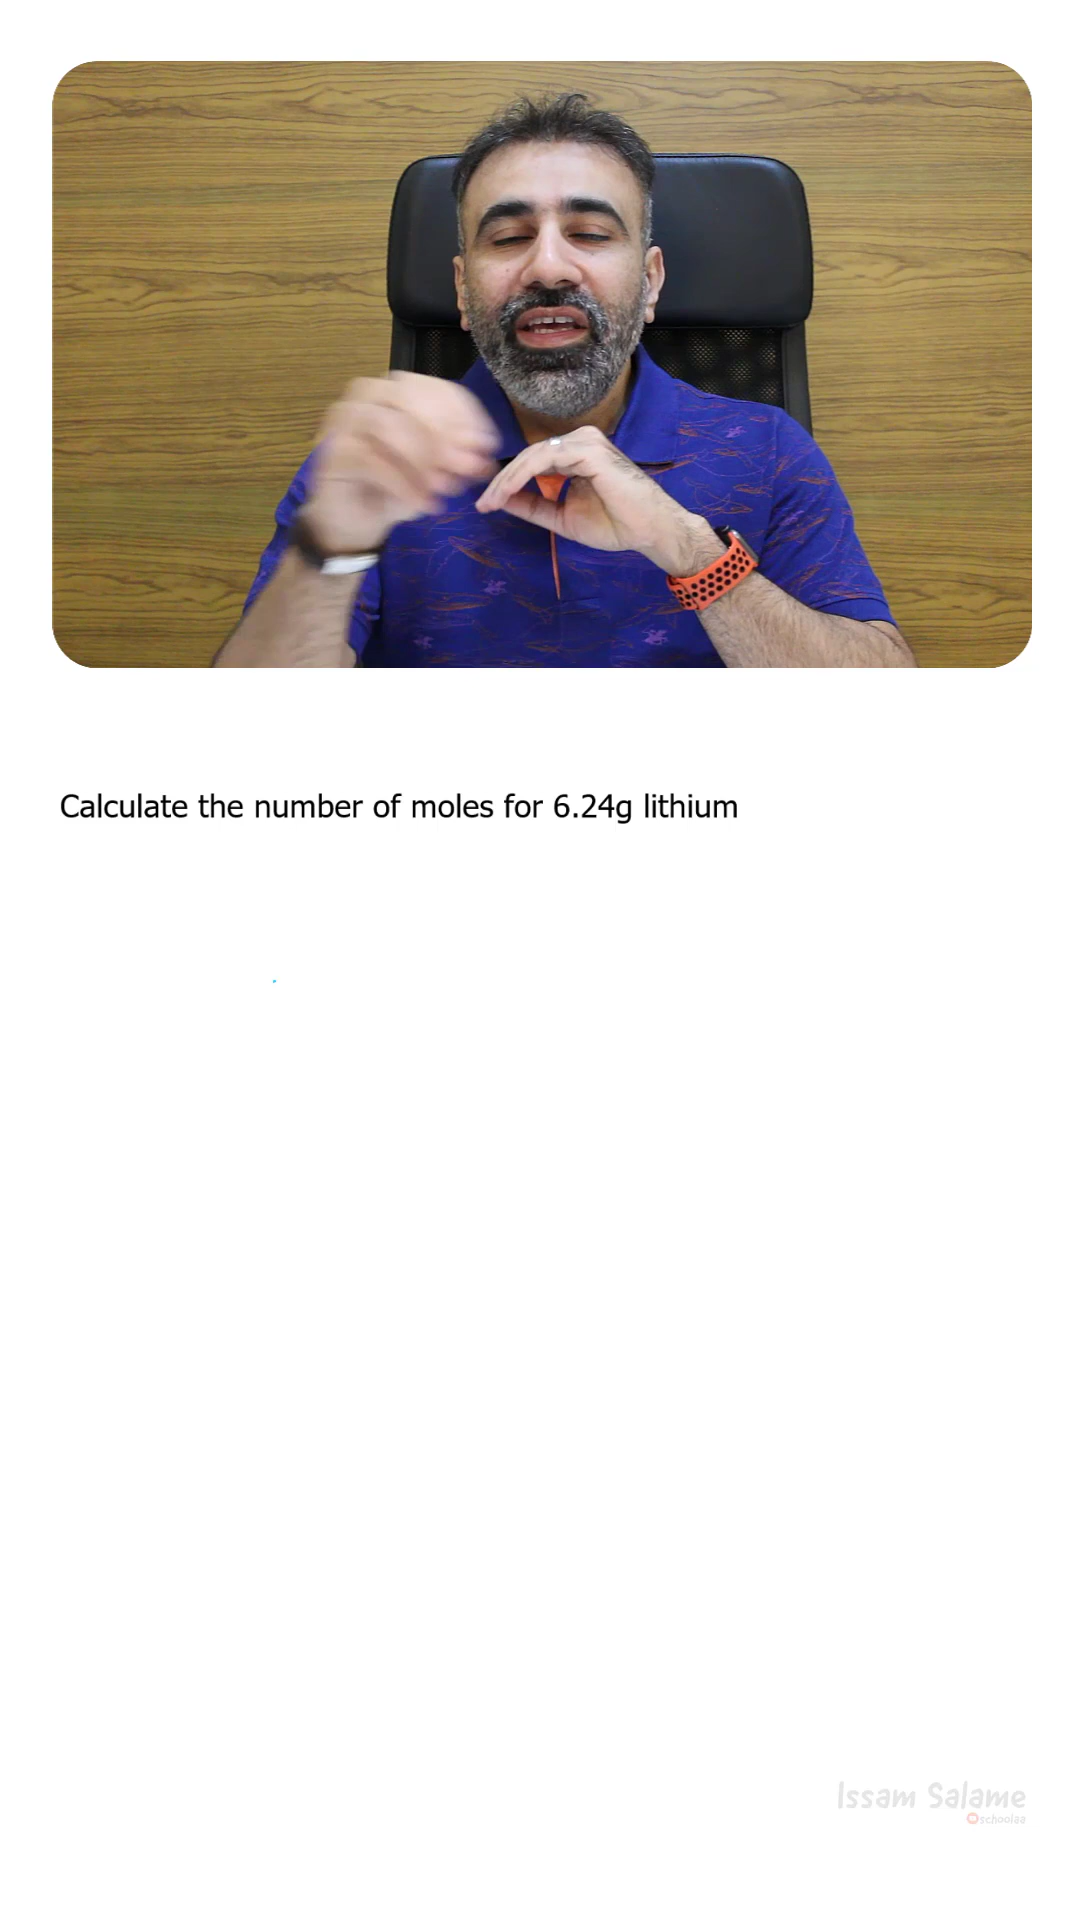 Calculate the number of moles for 6.24g lithium
Issam Salame
schoolaa